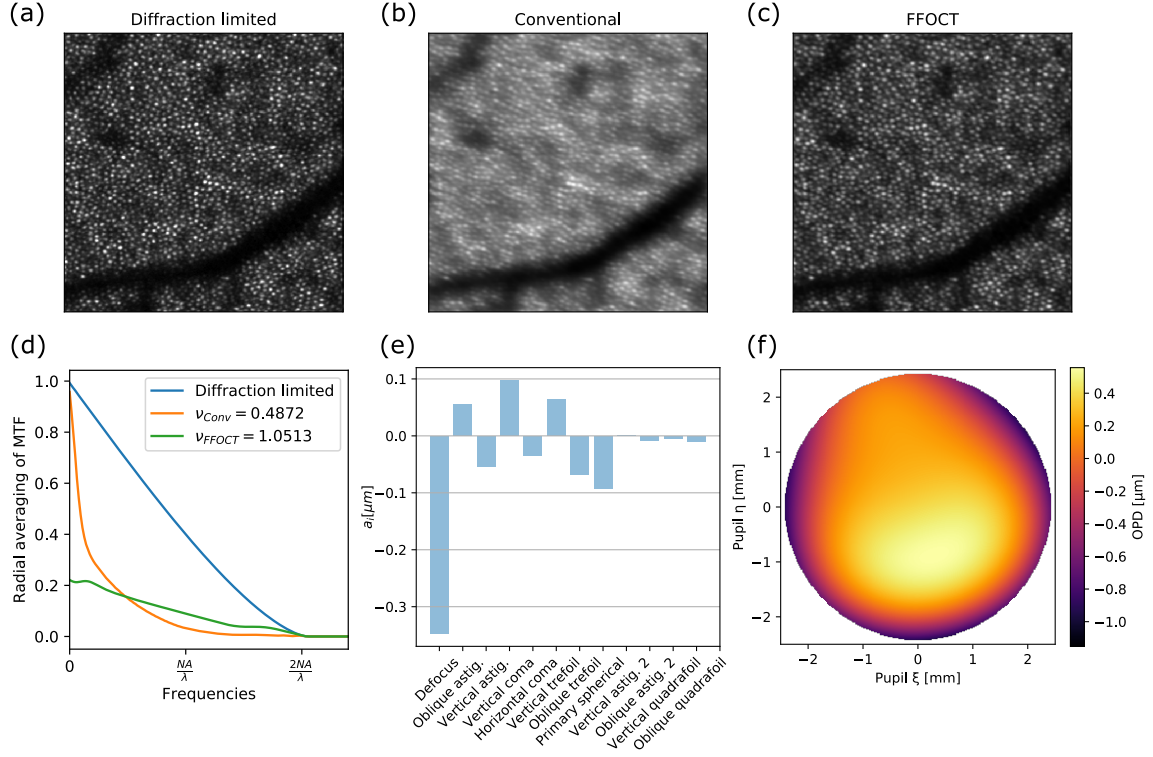 (a) Diffraction limited
(b) Conventional
(c) FFOCT
(d)
Radial averaging of MTF
1.0
0.8
0.6
0.4
0.2
0.0
Diffraction limited
ν_Conv = 0.4872
ν_FFOCT = 1.0513
0
NA/λ
2NA/λ
Frequencies
(e)
a_i[μm]
0.1
0.0
−0.1
−0.2
−0.3
Defocus
Oblique astig.
Vertical astig.
Vertical coma
Horizontal coma
Vertical trefoil
Oblique trefoil
Primary spherical
Vertical astig. 2
Oblique astig. 2
Vertical quadrafoil
Oblique quadrafoil
(f)
Pupil η [mm]
2
1
0
−1
−2
−2
−1
0
1
2
Pupil ξ [mm]
0.4
0.2
0.0
−0.2
−0.4
−0.6
−0.8
−1.0
OPD [μm]